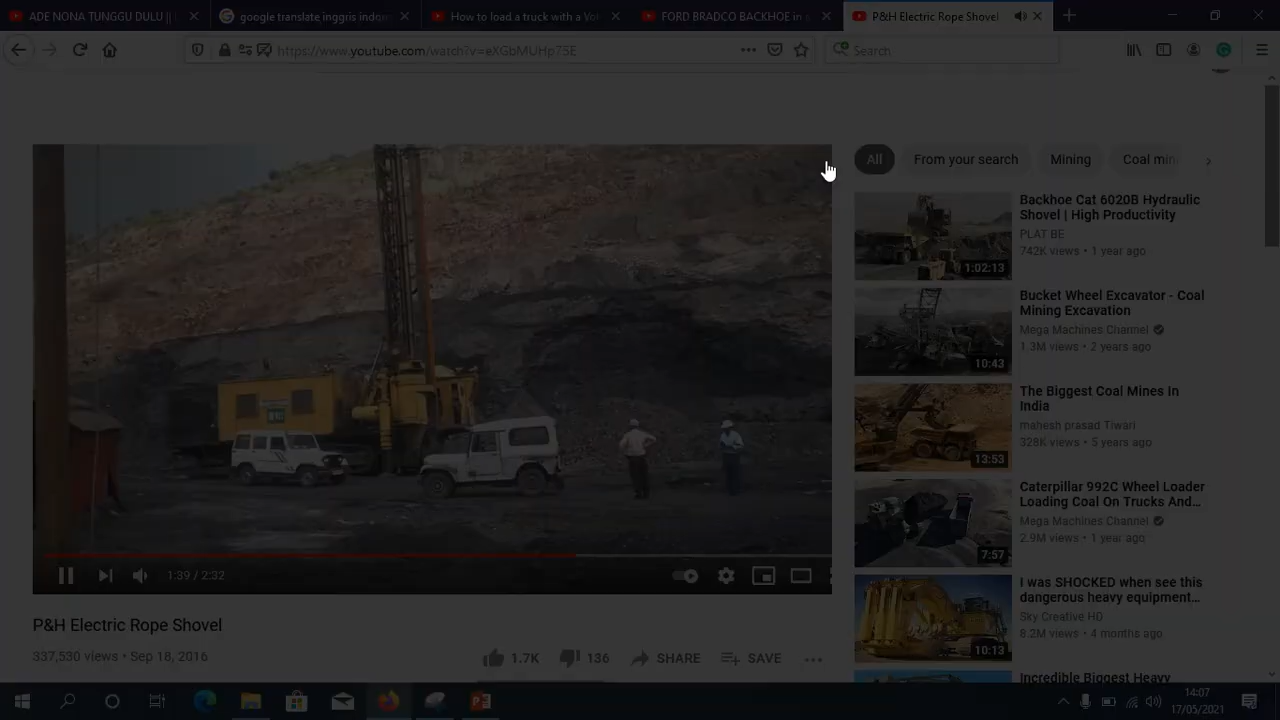 ADE NONA TUNGGU DULU ||
google translate inggris indon
How to load a truck with a Vol
FORD BRADCO BACKHOE in a
P&H Electric Rope Shovel
https://www.youtube.com/watch?v=eXGbMUHp75E
Search
All
From your search
Mining
Coal min
Backhoe Cat 6020B Hydraulic
Shovel | High Productivity
PLAT BE
742K views • 1 year ago
1:02:13
Bucket Wheel Excavator - Coal
Mining Excavation
Mega Machines Channel
1.3M views • 2 years ago
10:43
The Biggest Coal Mines In
India
mahesh prasad Tiwari
328K views • 5 years ago
13:53
Caterpillar 992C Wheel Loader
Loading Coal On Trucks And...
Mega Machines Channel
2.9M views • 1 year ago
7:57
I was SHOCKED when see this
dangerous heavy equipment...
Sky Creative HD
8.2M views • 4 months ago
10:13
Incredible Biggest Heavy
1:39 / 2:32
P&H Electric Rope Shovel
337,530 views • Sep 18, 2016
1.7K
136
SHARE
SAVE
14:07
17/05/2021